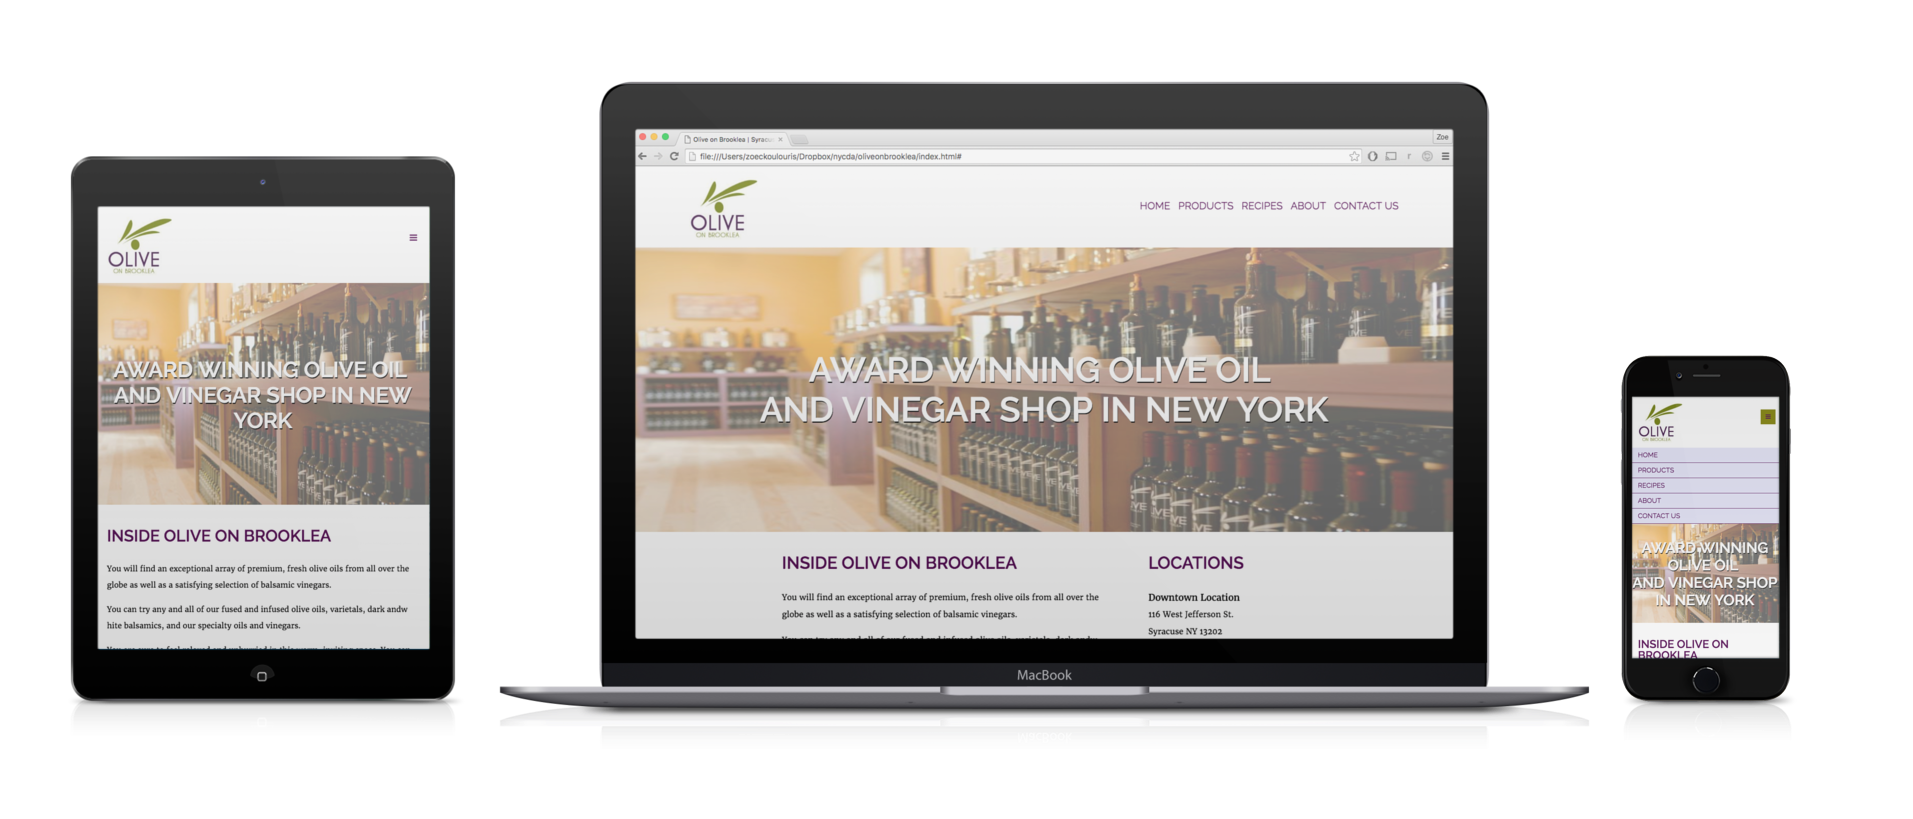 OLIVE
ON BROOKLEA
AWARD WINNING OLIVE OIL
AND VINEGAR SHOP IN NEW
YORK
INSIDE OLIVE ON BROOKLEA
You will find an exceptional array of premium, fresh olive oils from all over the
globe as well as a satisfying selection of balsamic vinegars.
You can try any and all of our fused and infused olive oils, varietals, dark andw
hite balsamics, and our specialty oils and vinegars.
Olive on Brooklea | Syracu
Zoe
file:///Users/zoeckoulouris/Dropbox/nycda/oliveonbrooklea/index.html#
OLIVE
ON BROOKLEA
HOME PRODUCTS RECIPES ABOUT CONTACT US
AWARD WINNING OLIVE OIL
AND VINEGAR SHOP IN NEW YORK
INSIDE OLIVE ON BROOKLEA
You will find an exceptional array of premium, fresh olive oils from all over the
globe as well as a satisfying selection of balsamic vinegars.
LOCATIONS
Downtown Location
116 West Jefferson St.
Syracuse NY 13202
MacBook
OLIVE
ON BROOKLEA
HOME
PRODUCTS
RECIPES
ABOUT
CONTACT US
AWARD WINNING
OLIVE OIL
AND VINEGAR SHOP
IN NEW YORK
INSIDE OLIVE ON
BROOKLEA